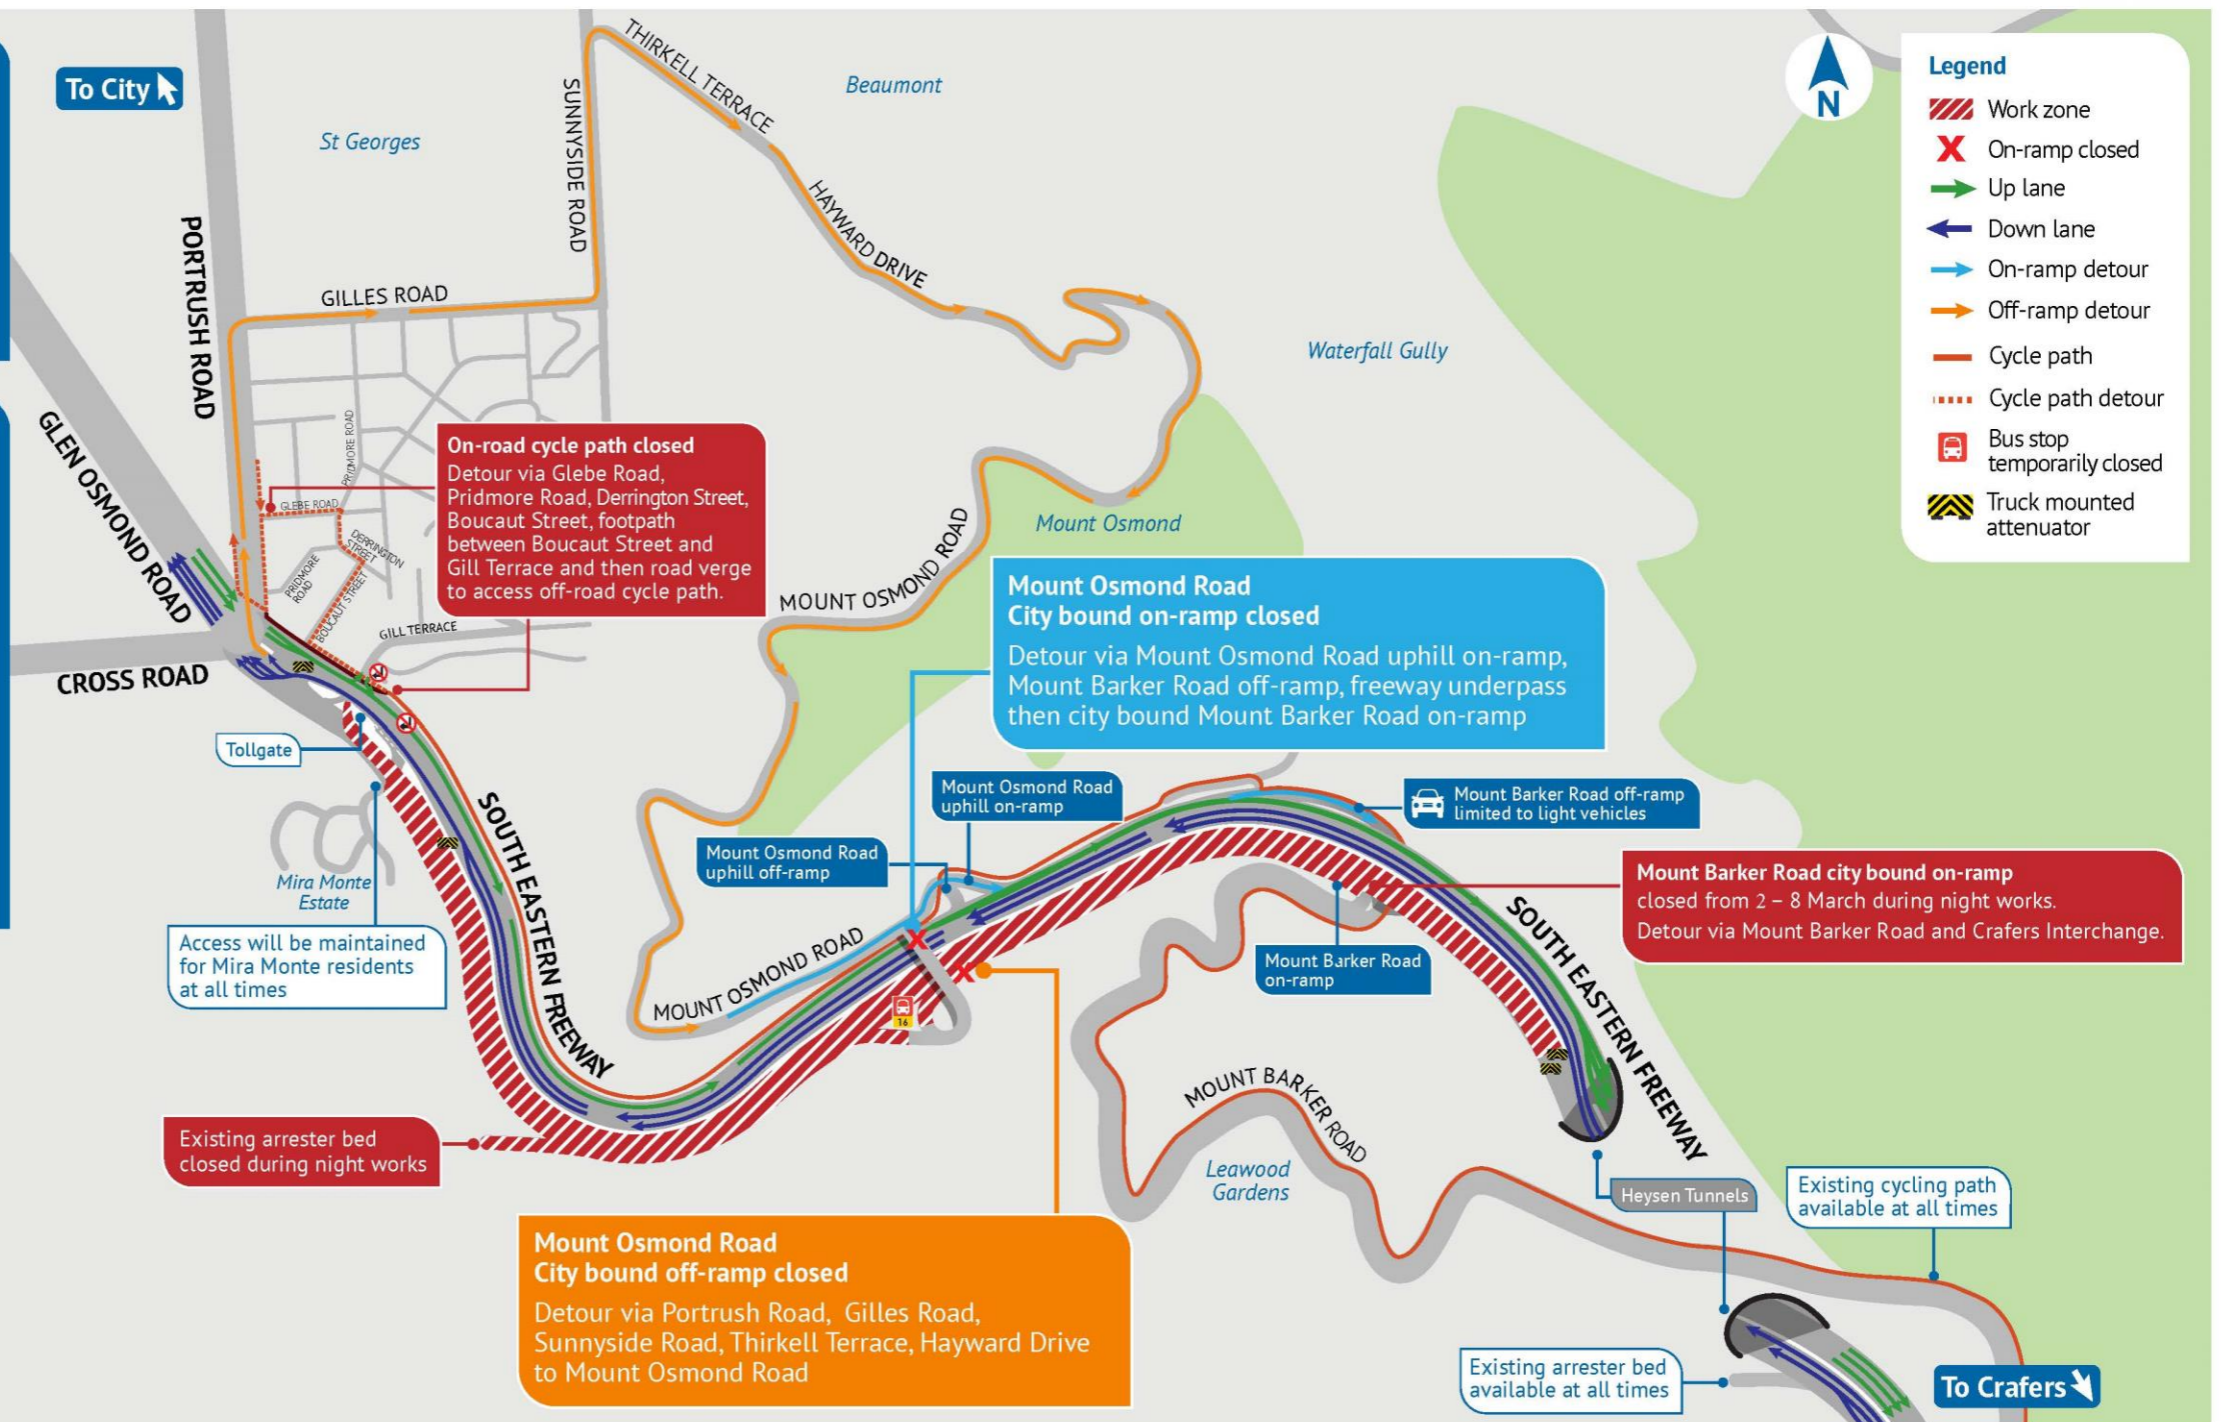 To City
St Georges
Beaumont
THIRKELL TERRACE
SUNNYSIDE ROAD
HAYWARD DRIVE
PORTRUSH ROAD
GILLES ROAD
Waterfall Gully
N
Legend
Work zone
X On-ramp closed
Up lane
Down lane
On-ramp detour
Off-ramp detour
Cycle path
Cycle path detour
Bus stop
temporarily closed
Truck mounted
attenuator
GLEN OSMOND ROAD
CROSS ROAD
PRIDMORE ROAD
GLEBE ROAD
DERRINGTON
STREET
PRIDMORE
ROAD
BOUCAUT STREET
GILL TERRACE
On-road cycle path closed
Detour via Glebe Road,
Pridmore Road, Derrington Street,
Boucaut Street, footpath
between Boucaut Street and
Gill Terrace and then road verge
to access off-road cycle path.
Mount Osmond
MOUNT OSMOND ROAD
Mount Osmond Road
City bound on-ramp closed
Detour via Mount Osmond Road uphill on-ramp,
Mount Barker Road off-ramp, freeway underpass
then city bound Mount Barker Road on-ramp
Tollgate
Mira Monte
Estate
Access will be maintained
for Mira Monte residents
at all times
SOUTH EASTERN FREEWAY
Mount Osmond Road
uphill on-ramp
Mount Osmond Road
uphill off-ramp
Mount Barker Road off-ramp
limited to light vehicles
Mount Barker Road city bound on-ramp
closed from 2 – 8 March during night works.
Detour via Mount Barker Road and Crafers Interchange.
MOUNT OSMOND ROAD
X
X
16
Mount Barker Road
on-ramp
SOUTH EASTERN FREEWAY
MOUNT BARKER ROAD
Existing arrester bed
closed during night works
Leawood
Gardens
Heysen Tunnels
Existing cycling path
available at all times
Mount Osmond Road
City bound off-ramp closed
Detour via Portrush Road, Gilles Road,
Sunnyside Road, Thirkell Terrace, Hayward Drive
to Mount Osmond Road
Existing arrester bed
available at all times
To Crafers